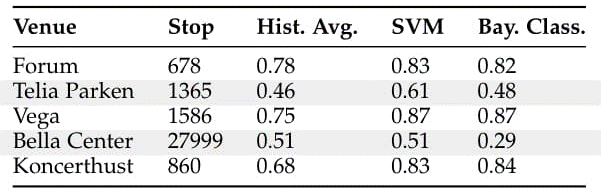 Venue Stop Hist. Avg. SVM Bay. Class.
Forum 678 0.78 0.83 0.82
Telia Parken 1365 0.46 0.61 0.48
Vega 1586 0.75 0.87 0.87
Bella Center 27999 0.51 0.51 0.29
Koncerthust 860 0.68 0.83 0.84